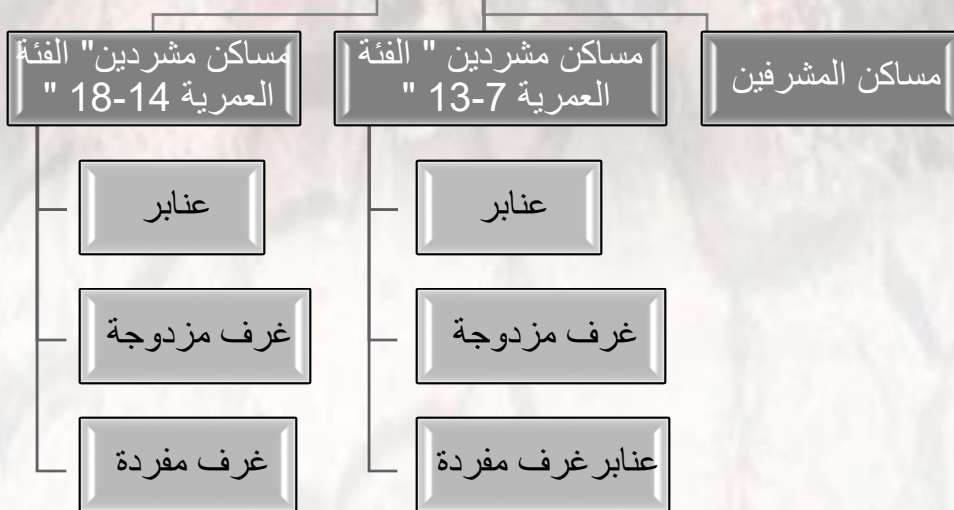 مساكن المشرفين
مساكن مشردين " الفئة
العمرية 7-13 "
مساكن مشردين" الفئة
العمرية 14-18 "
عنابر
عنابر
غرف مزدوجة
غرف مزدوجة
عنابر غرف مفردة
غرف مفردة